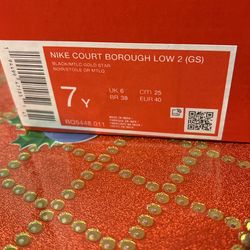 NIKE COURT BOROUGH LOW 2 (GS)
BLACK/MTLC GOLD STAR
NOIR/ETOILE OR MTLQ
7 Y
UK 6
CM 25
BR 38
EUR 40
BQ5448 011